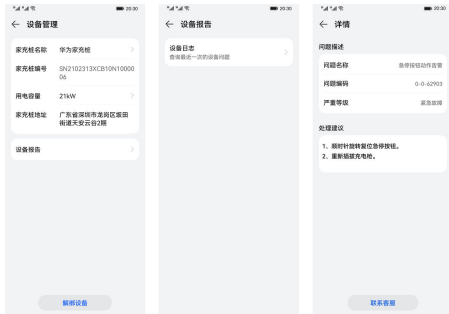 20:30
← 设备管理
家充桩名称 华为家充桩 >
家充桩编号 SN2102313XCB10N10000
06
用电容量 21kW >
家充桩地址 广东省深圳市龙岗区坂田
街道天安云谷2期
设备报告 >
解绑设备
20:30
← 设备报告
设备日志 >
查询最近一次的设备问题
20:30
← 详情
问题描述
问题名称 急停按钮动作告警
问题编码 0-0-62903
严重等级 紧急故障
处理建议
1、顺时针旋转复位急停按钮。
2、重新插拔充电枪。
联系客服